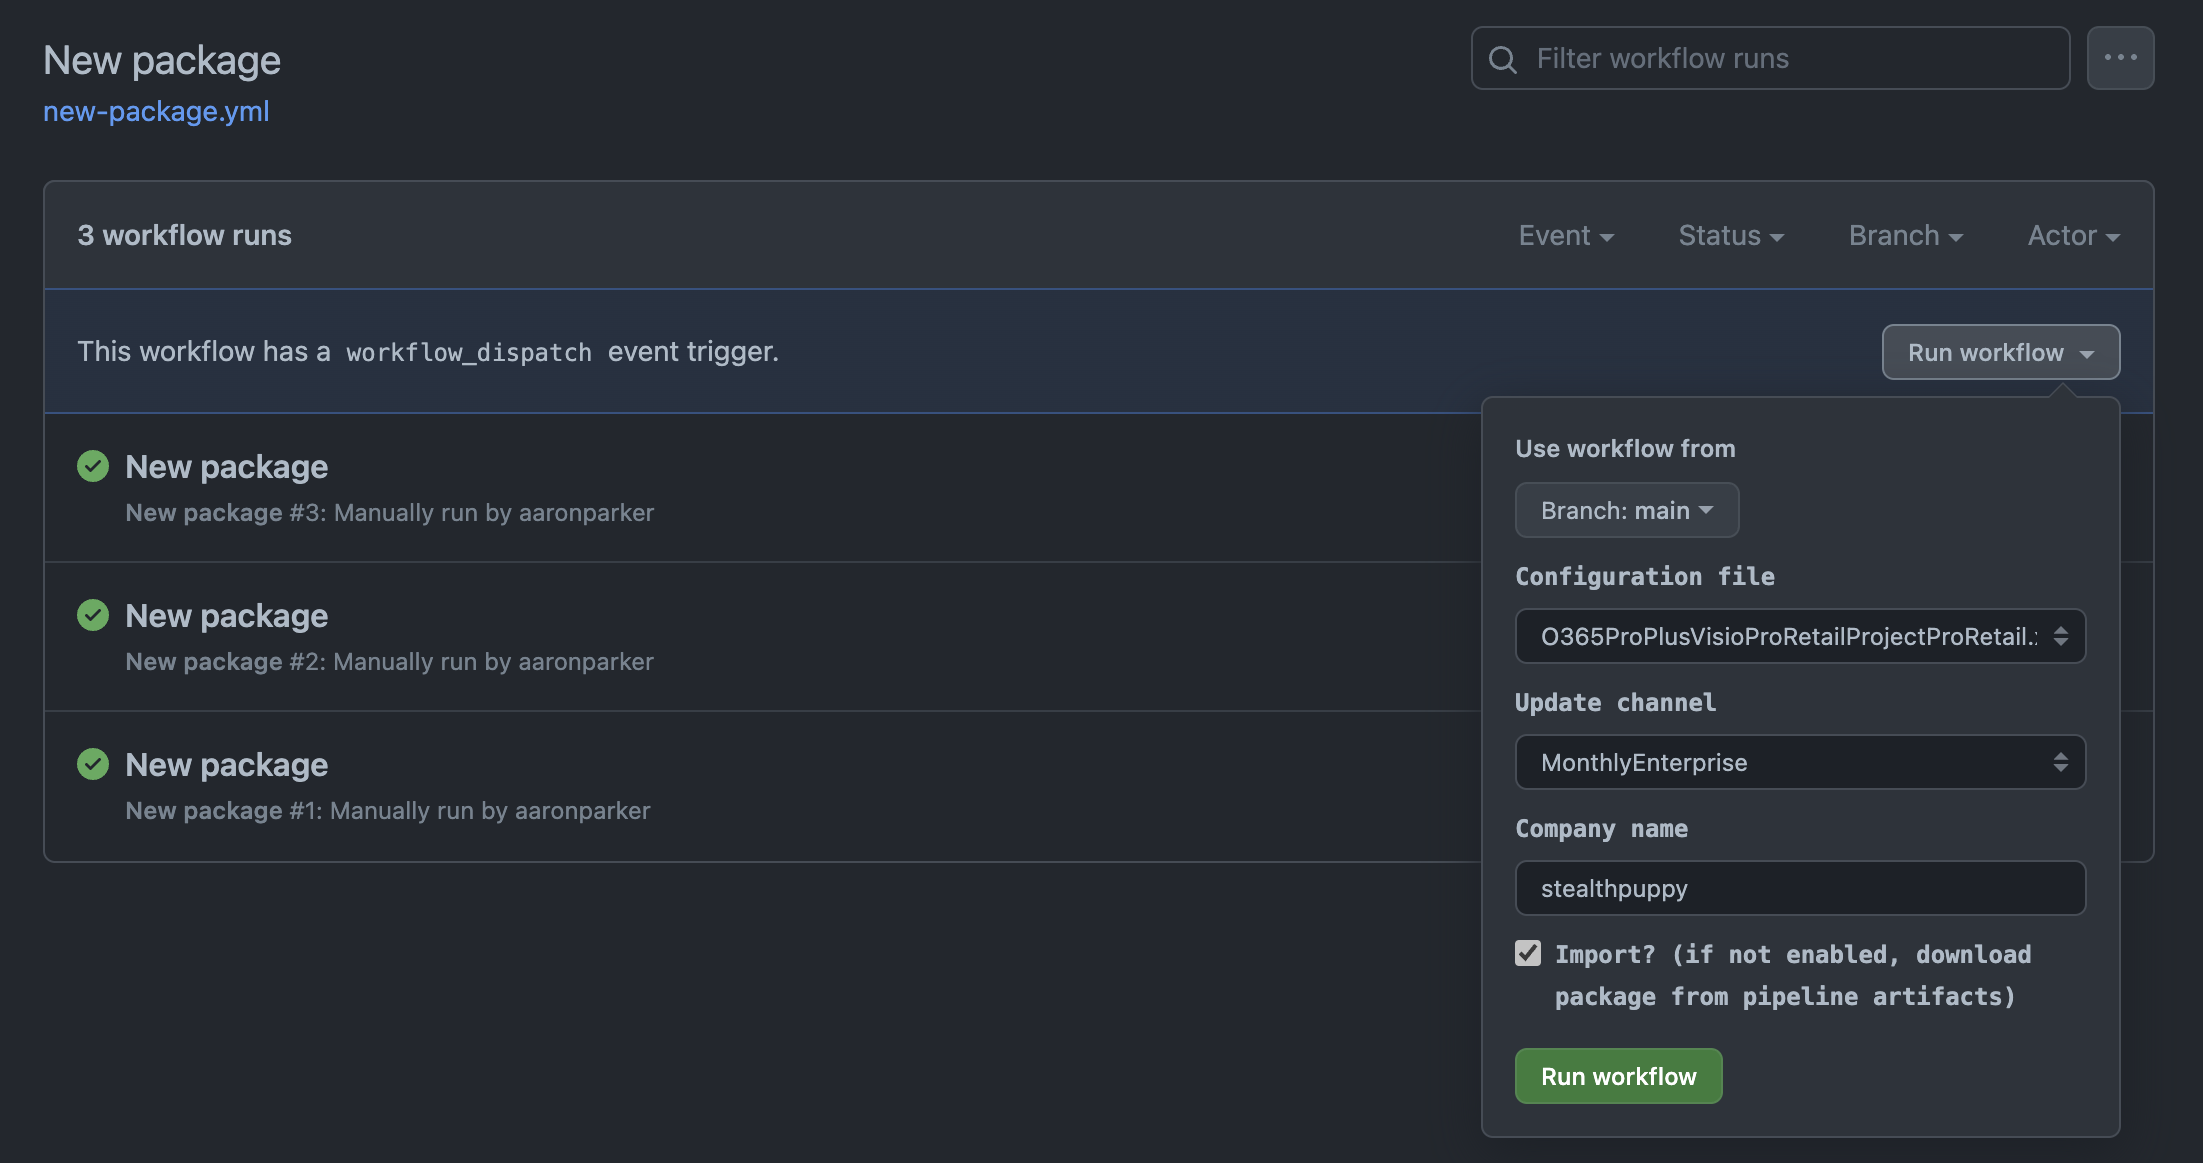 New package
Filter workflow runs
new-package.yml
3 workflow runs
Event
Status
Branch
Actor
This workflow has a workflow_dispatch event trigger.
Run workflow
New package
New package #3: Manually run by aaronparker
New package
New package #2: Manually run by aaronparker
New package
New package #1: Manually run by aaronparker
Use workflow from
Branch: main
Configuration file
O365ProPlusVisioProRetailProjectProRetail.
Update channel
MonthlyEnterprise
Company name
stealthpuppy
Import? (if not enabled, download
package from pipeline artifacts)
Run workflow